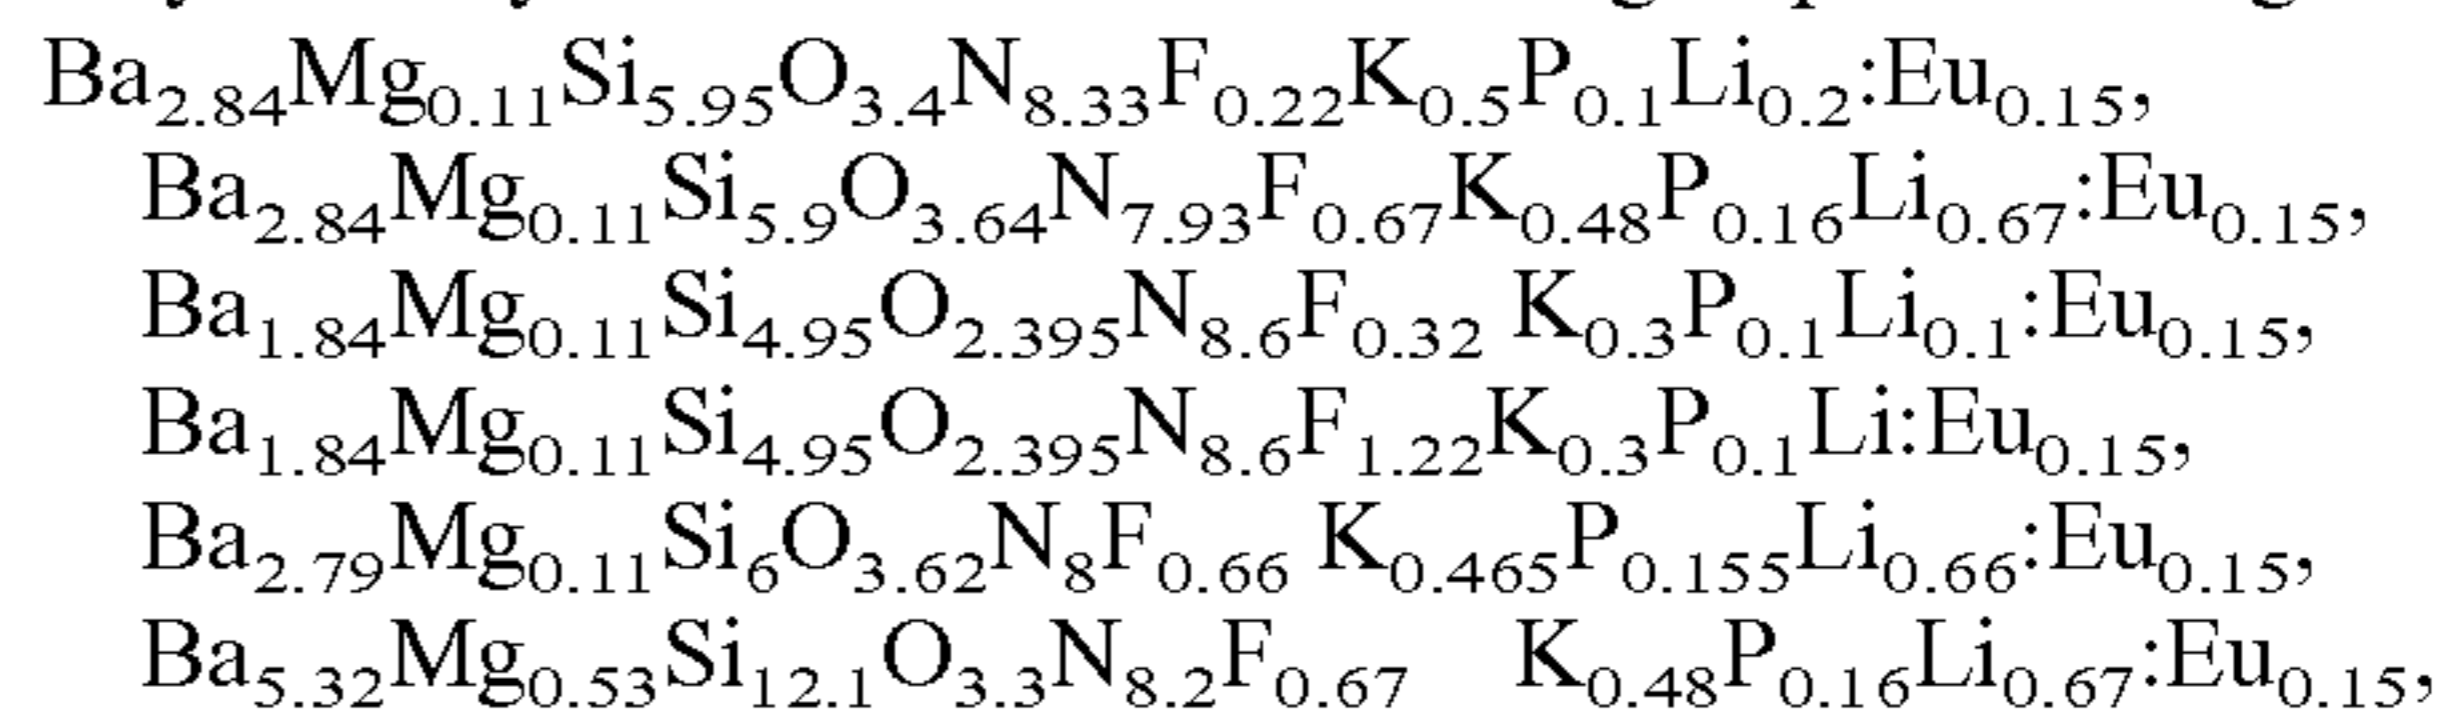 Ba₂.₈₄Mg₀.₁₁Si₅.₉₅O₃.₄N₈.₃₃F₀.₂₂K₀.₅P₀.₁Li₀.₂:Eu₀.₁₅,
Ba₂.₈₄Mg₀.₁₁Si₅.₉O₃.₆₄N₇.₉₃F₀.₆₇K₀.₄₈P₀.₁₆Li₀.₆₇:Eu₀.₁₅,
Ba₁.₈₄Mg₀.₁₁Si₄.₉₅O₂.₃₉₅N₈.₆F₀.₃₂ K₀.₃P₀.₁Li₀.₁:Eu₀.₁₅,
Ba₁.₈₄Mg₀.₁₁Si₄.₉₅O₂.₃₉₅N₈.₆F₁.₂₂K₀.₃P₀.₁Li:Eu₀.₁₅,
Ba₂.₇₉Mg₀.₁₁Si₆O₃.₆₂N₈F₀.₆₆ K₀.₄₆₅P₀.₁₅₅Li₀.₆₆:Eu₀.₁₅,
Ba₅.₃₂Mg₀.₅₃Si₁₂.₁O₃.₃N₈.₂F₀.₆₇ K₀.₄₈P₀.₁₆Li₀.₆₇:Eu₀.₁₅,